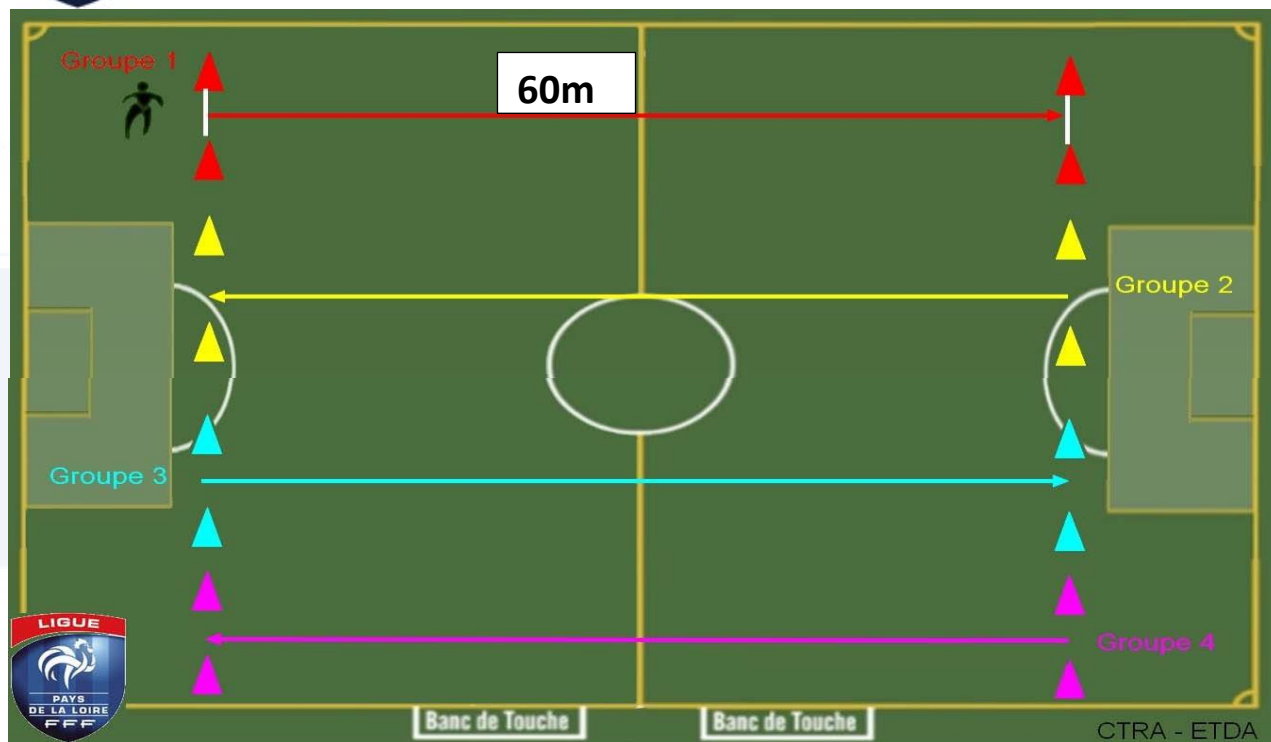 Groupe 1
60m
Groupe 2
Groupe 3
Groupe 4
LIGUE
PAYS
DE LA LOIRE
FFF
Banc de Touche
Banc de Touche
CTRA - ETDA